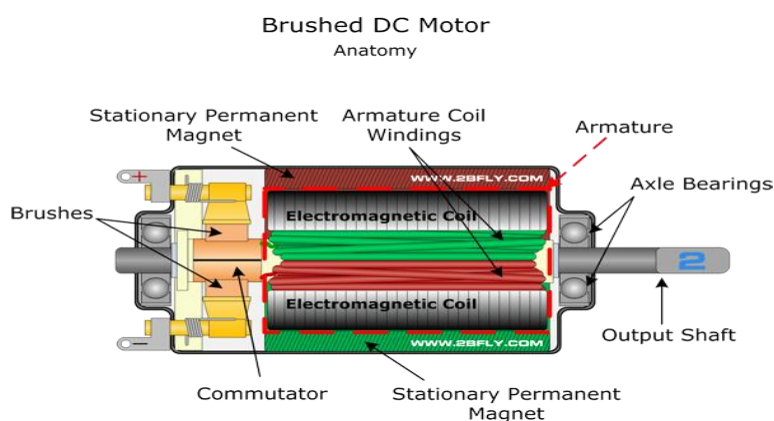 Brushed DC Motor
Anatomy
Stationary Permanent
Magnet
Armature Coil
Windings
Armature
WWW.2BFLY.COM
+
Axle Bearings
Brushes
Electromagnetic Coil
2
Electromagnetic Coil
Output Shaft
−
WWW.2BFLY.COM
Commutator
Stationary Permanent
Magnet